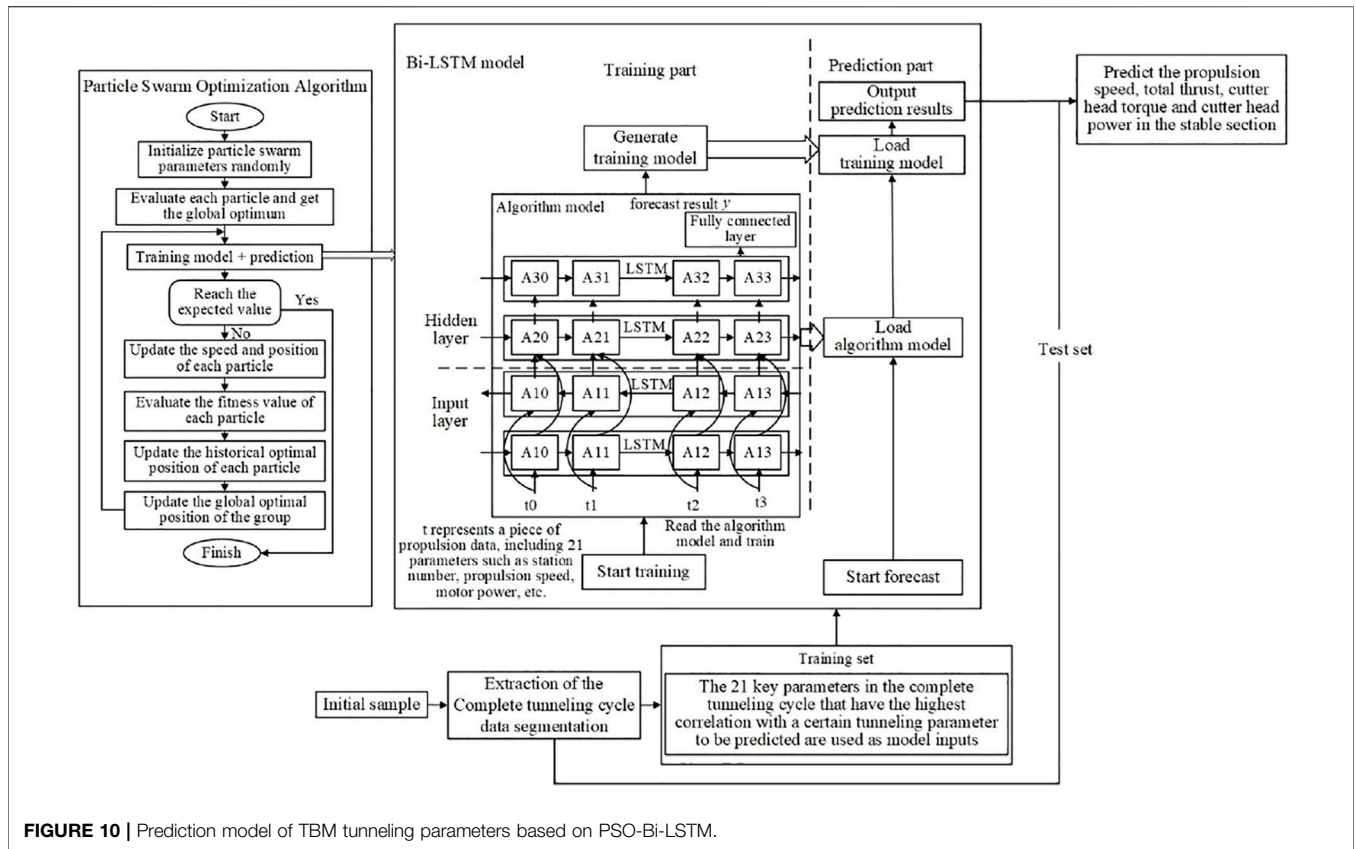 Particle Swarm Optimization Algorithm
Start
Initialize particle swarm
parameters randomly
Evaluate each particle and get
the global optimum
Training model + prediction
Reach the
expected value
Yes
No
Update the speed and position
of each particle
Evaluate the fitness value of
each particle
Update the historical optimal
position of each particle
Update the global optimal
position of the group
Finish
Bi-LSTM model
Training part
Generate
training model
Algorithm model
forecast result y
Fully connected
layer
A30
A31
LSTM
A32
A33
Hidden
layer
A20
A21
LSTM
A22
A23
Input
layer
A10
A11
LSTM
A12
A13
A10
A11
LSTM
A12
A13
t0
t1
t2
t3
t represents a piece of
propulsion data, including 21
parameters such as station
number, propulsion speed,
motor power, etc.
Read the algorithm
model and train
Start training
Prediction part
Output
prediction results
Load
training model
Load
algorithm model
Start forecast
Predict the propulsion
speed, total thrust, cutter
head torque and cutter head
power in the stable section
Test set
Initial sample
Extraction of the
Complete tunneling cycle
data segmentation
Training set
The 21 key parameters in the complete
tunneling cycle that have the highest
correlation with a certain tunneling parameter
to be predicted are used as model inputs
FIGURE 10 | Prediction model of TBM tunneling parameters based on PSO-Bi-LSTM.